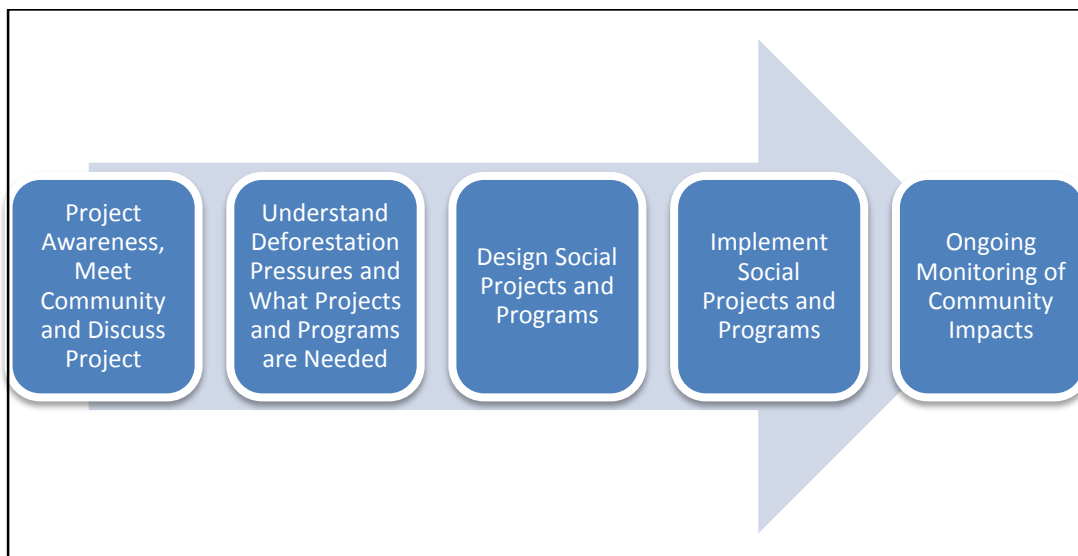 Project
Awareness,
Meet
Community
and Discuss
Project
Understand
Deforestation
Pressures and
What Projects
and Programs
are Needed
Design Social
Projects and
Programs
Implement
Social
Projects and
Programs
Ongoing
Monitoring of
Community
Impacts